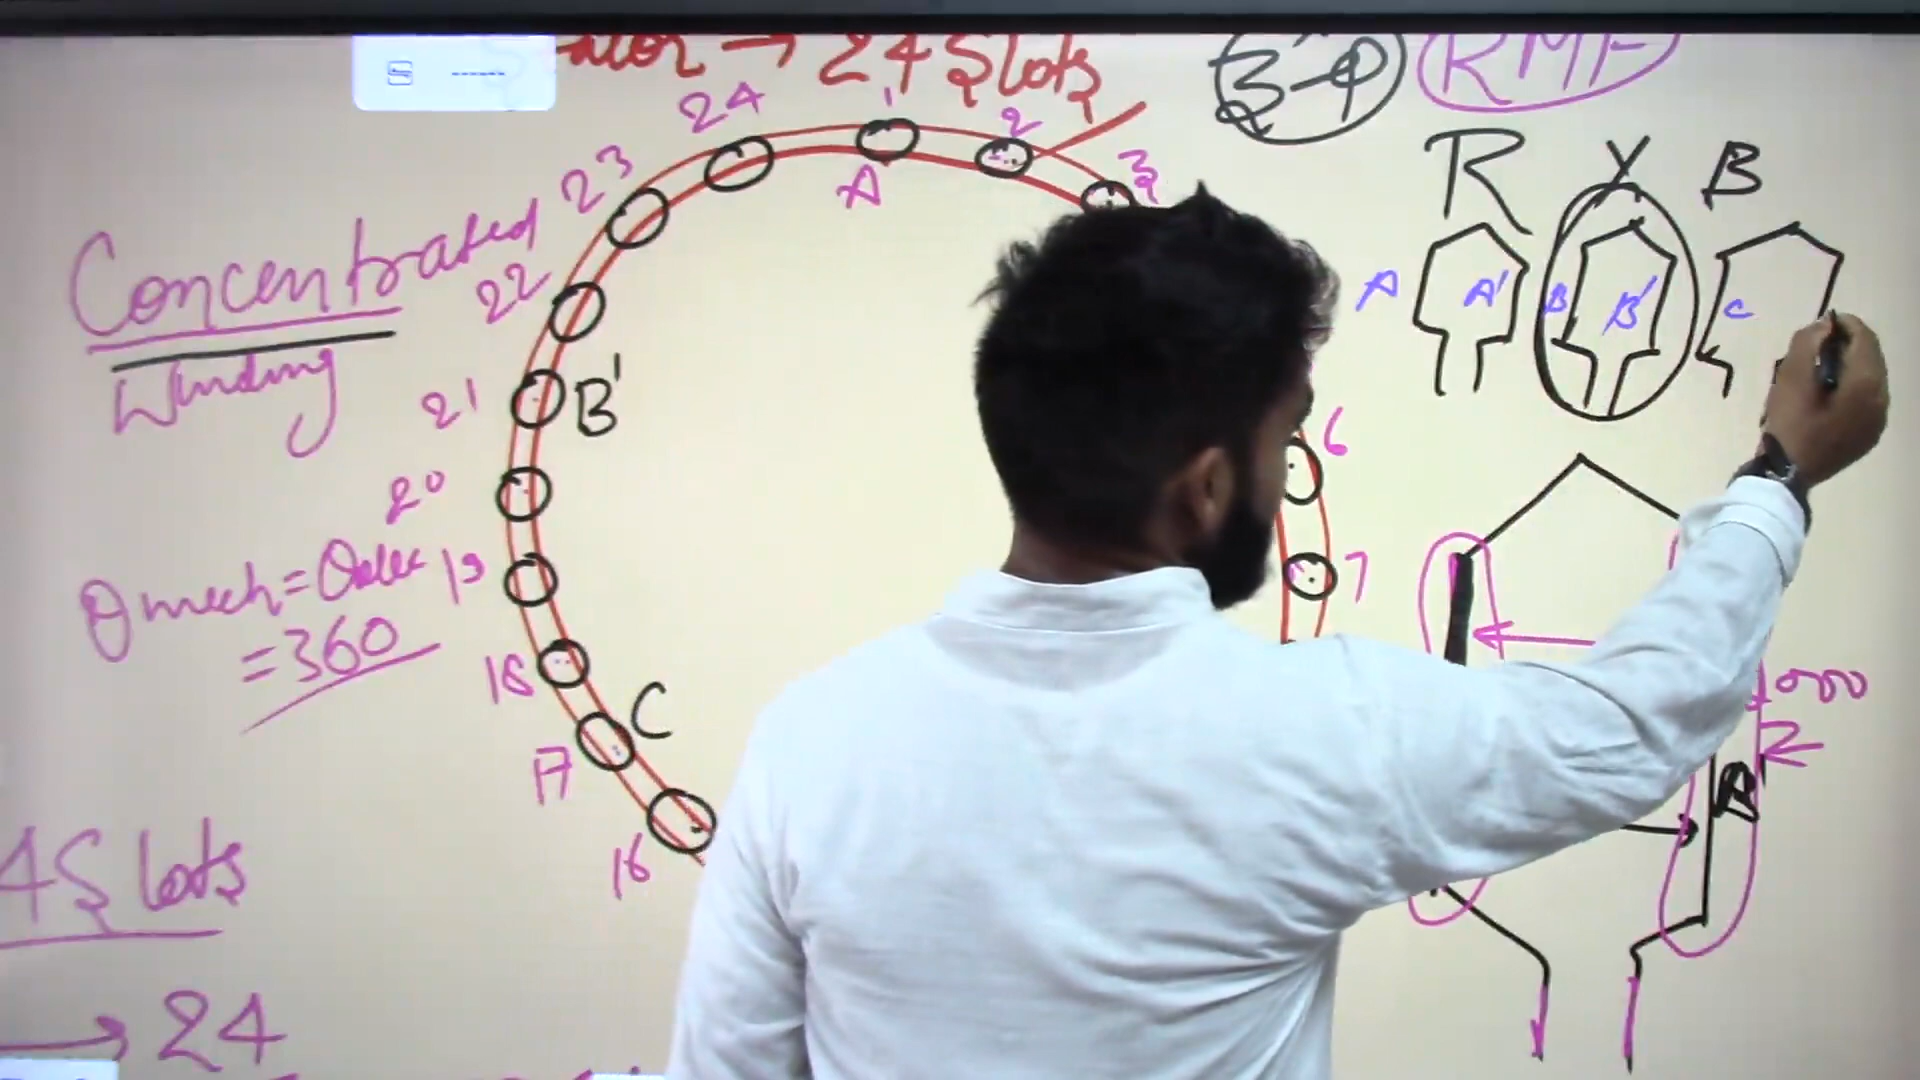 S -----
ator → 24 Slots
3-φ
RMF
24
1
2
3
23
A
R
Y
B
Concentrated
Winding
22
A
A'
B
B'
C
21
B'
6
20
θmech = θelec
19
7
= 360
18
C
17
16
4 Slots
→ 24